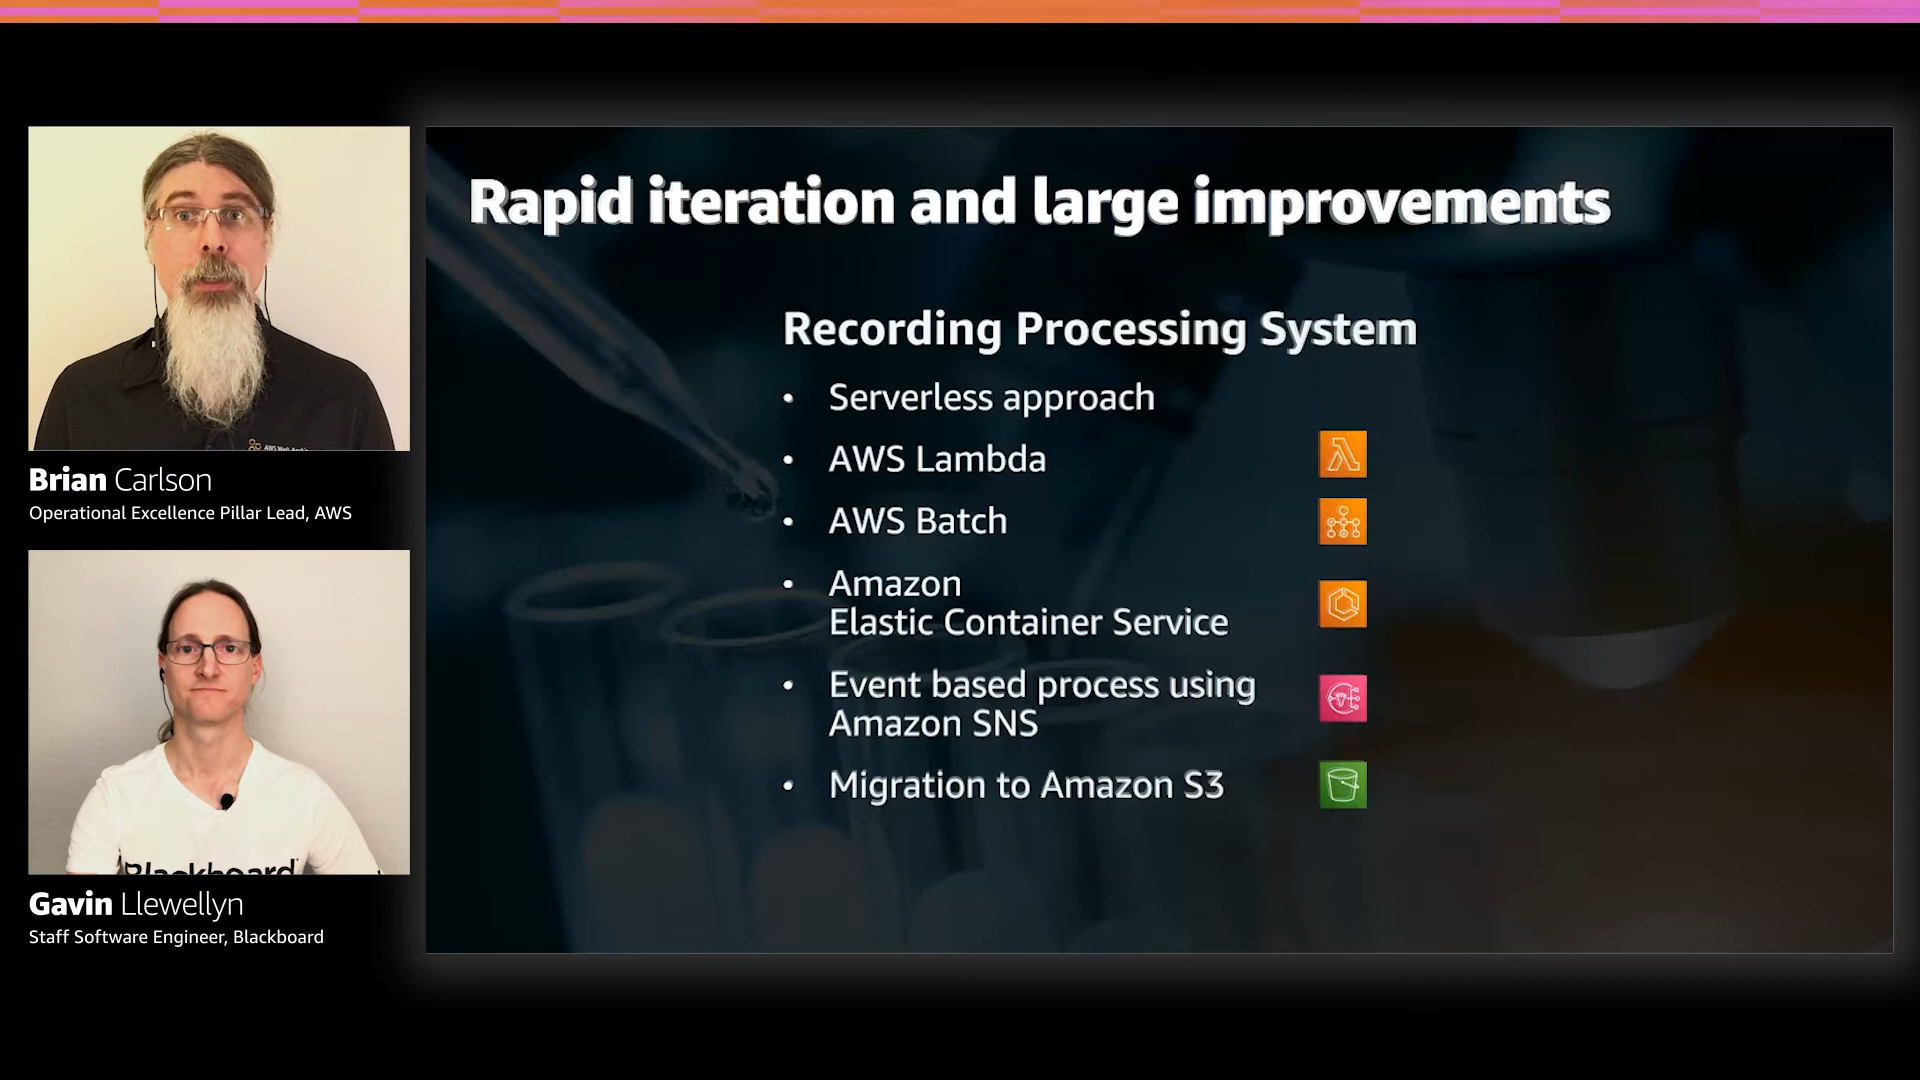 Rapid iteration and large improvements
Recording Processing System
• Serverless approach
• AWS Lambda
• AWS Batch
• Amazon
Elastic Container Service
• Event based process using
Amazon SNS
• Migration to Amazon S3
Brian Carlson
Operational Excellence Pillar Lead, AWS
Blackboard
Gavin Llewellyn
Staff Software Engineer, Blackboard